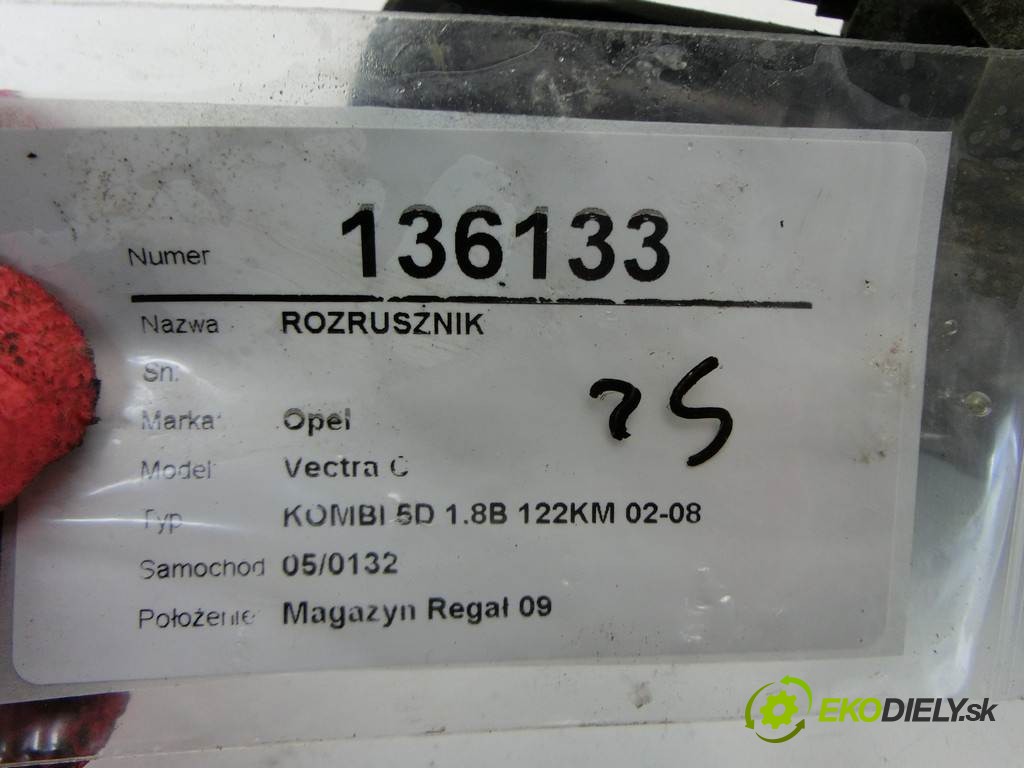 Numer 136133
Nazwa ROZRUSZNIK
Sn.
Marka Opel
Model Vectra C
Typ KOMBI 5D 1.8B 122KM 02-08
Samochod 05/0132
Położenie Magazyn Regał 09
EKODIELY.sk